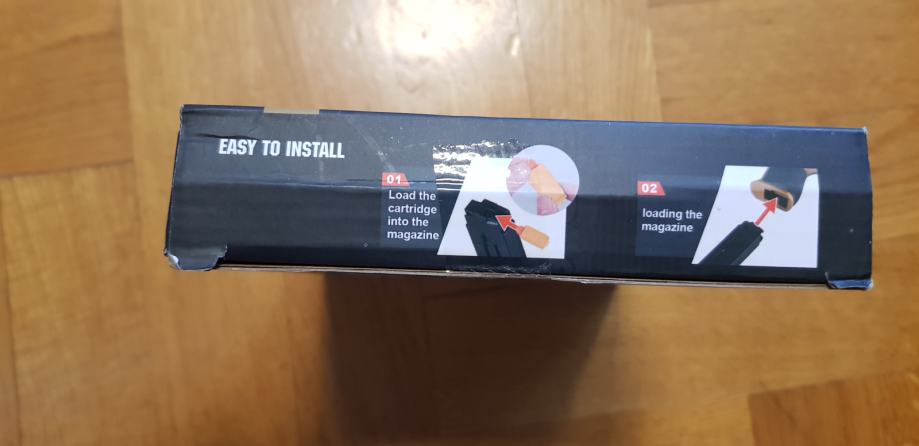 EASY TO INSTALL
01
Load the
cartridge
into the
magazine
02
loading the
magazine